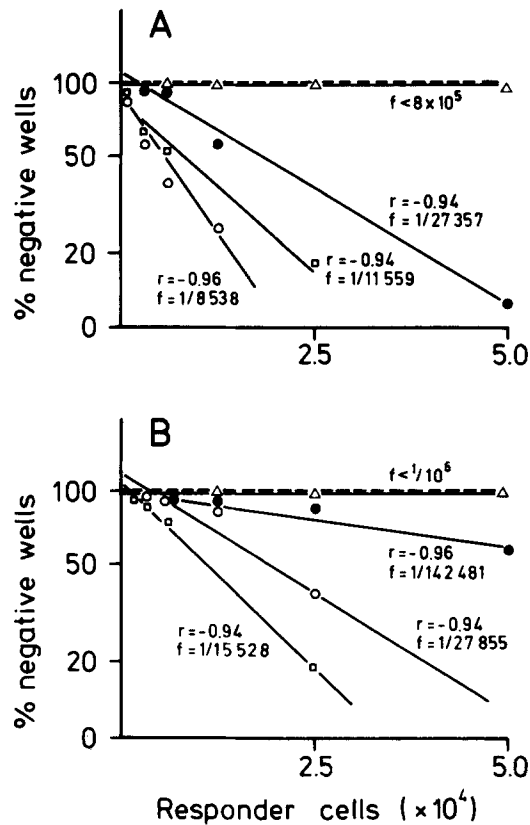 A
% negative wells
100
50
20
0
2.5
5.0
f < 8 x 10⁵
r = -0.94
f = 1/27 357
r = -0.94
f = 1/11 559
r = -0.96
f = 1/8 538
B
% negative wells
100
50
20
0
2.5
5.0
f < 1/10⁶
r = -0.96
f = 1/142 481
r = -0.94
f = 1/27 855
r = -0.94
f = 1/15 528
Responder cells (×10⁴)